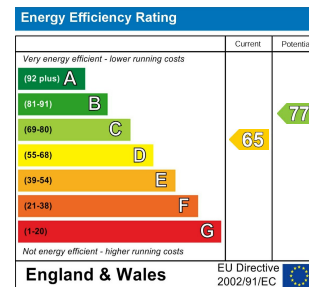 Energy Efficiency Rating
Current Potentia
Very energy efficient - lower running costs
(92 plus) A
(81-91) B
(69-80) C
(55-68) D
(39-54) E
(21-38) F
(1-20) G
65
77
Not energy efficient - higher running costs
England & Wales
EU Directive
2002/91/EC